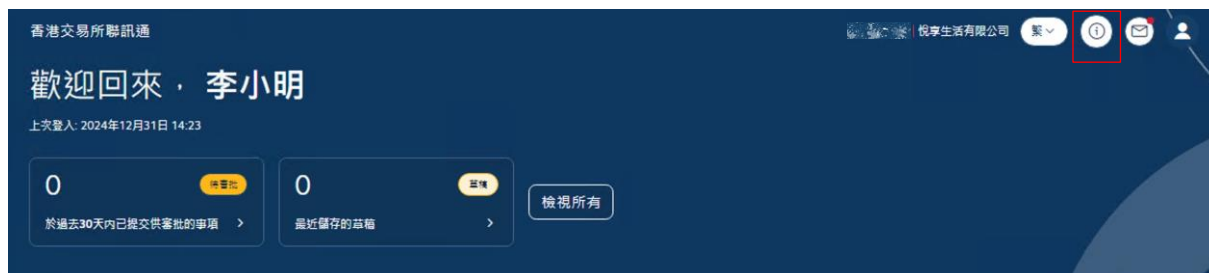 香港交易所聯訊通
悅享生活有限公司 繁
歡迎回來， 李小明
上次登入: 2024年12月31日 14:23
0 待審批
於過去30天内已提交供審批的事項
0 草稿
最近儲存的草稿
檢視所有